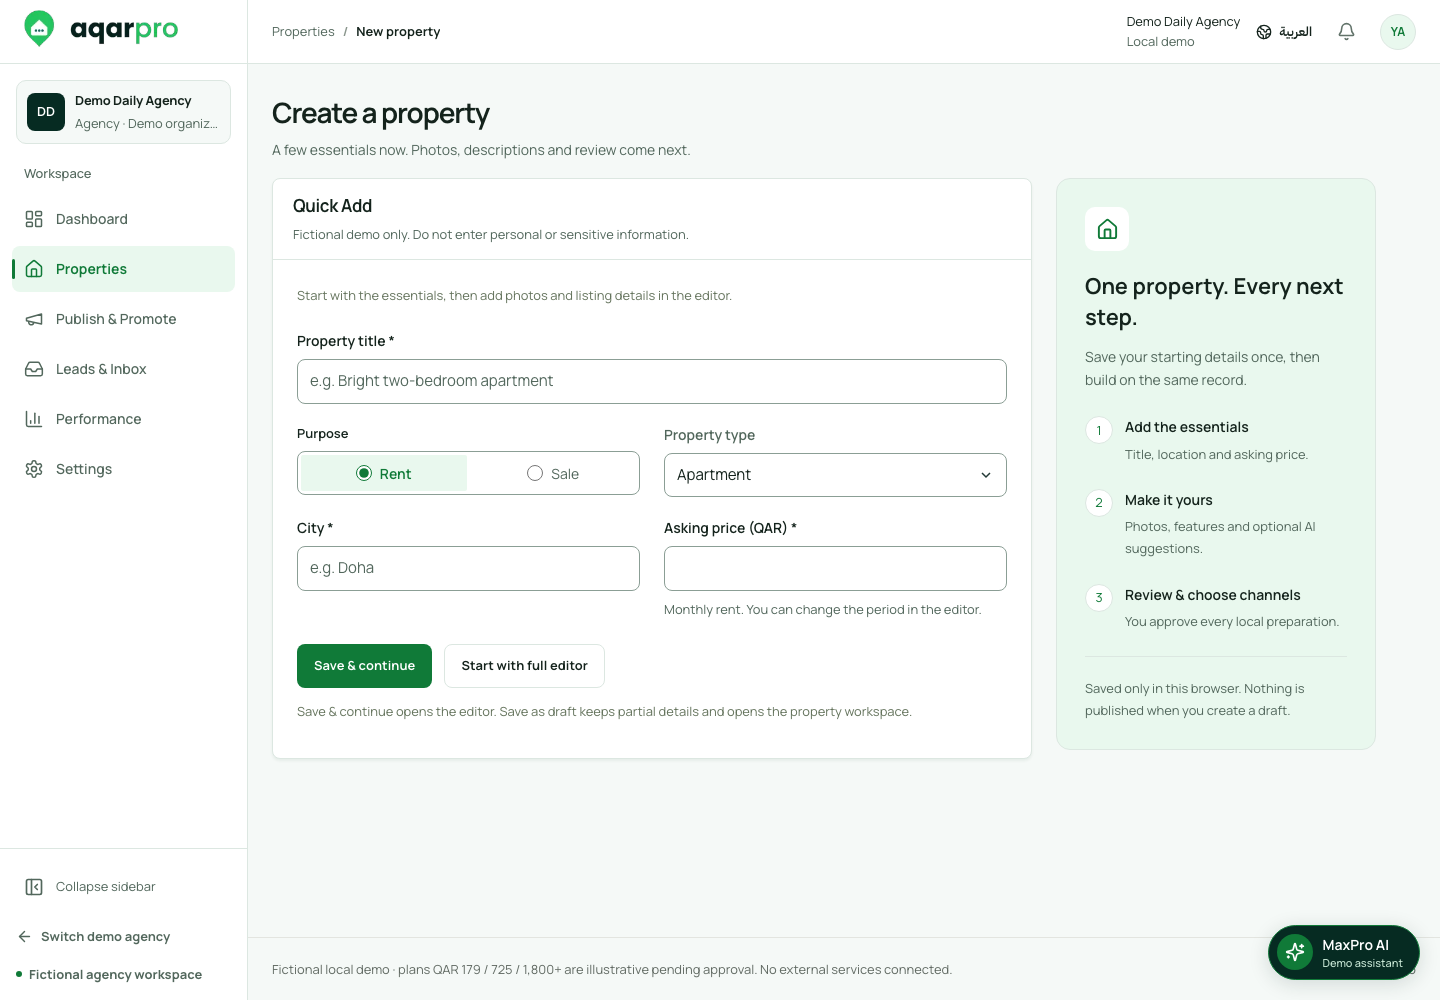 aqarpro
Properties / New property
Demo Daily Agency
Local demo
العربية
YA
DD
Demo Daily Agency
Agency · Demo organiz...
Workspace
Dashboard
Properties
Publish & Promote
Leads & Inbox
Performance
Settings
Collapse sidebar
Switch demo agency
Fictional agency workspace
Create a property
A few essentials now. Photos, descriptions and review come next.
Quick Add
Fictional demo only. Do not enter personal or sensitive information.
Start with the essentials, then add photos and listing details in the editor.
Property title *
e.g. Bright two-bedroom apartment
Purpose
Rent
Sale
Property type
Apartment
City *
e.g. Doha
Asking price (QAR) *
Monthly rent. You can change the period in the editor.
Save & continue
Start with full editor
Save & continue opens the editor. Save as draft keeps partial details and opens the property workspace.
One property. Every next
step.
Save your starting details once, then
build on the same record.
1
Add the essentials
Title, location and asking price.
2
Make it yours
Photos, features and optional AI
suggestions.
3
Review & choose channels
You approve every local preparation.
Saved only in this browser. Nothing is
published when you create a draft.
Fictional local demo · plans QAR 179 / 725 / 1,800+ are illustrative pending approval. No external services connected.
MaxPro AI
Demo assistant